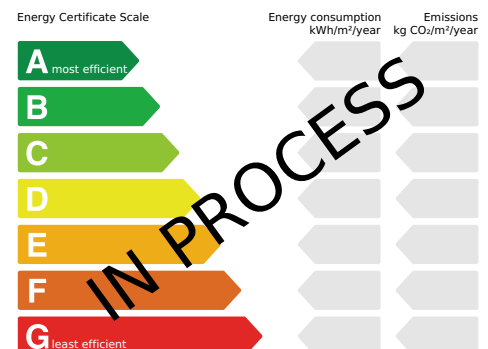 Energy Certificate Scale
Energy consumption
kWh/m²/year
Emissions
kg CO₂/m²/year
A most efficient
B
C
D
E
F
G least efficient
IN PROCESS